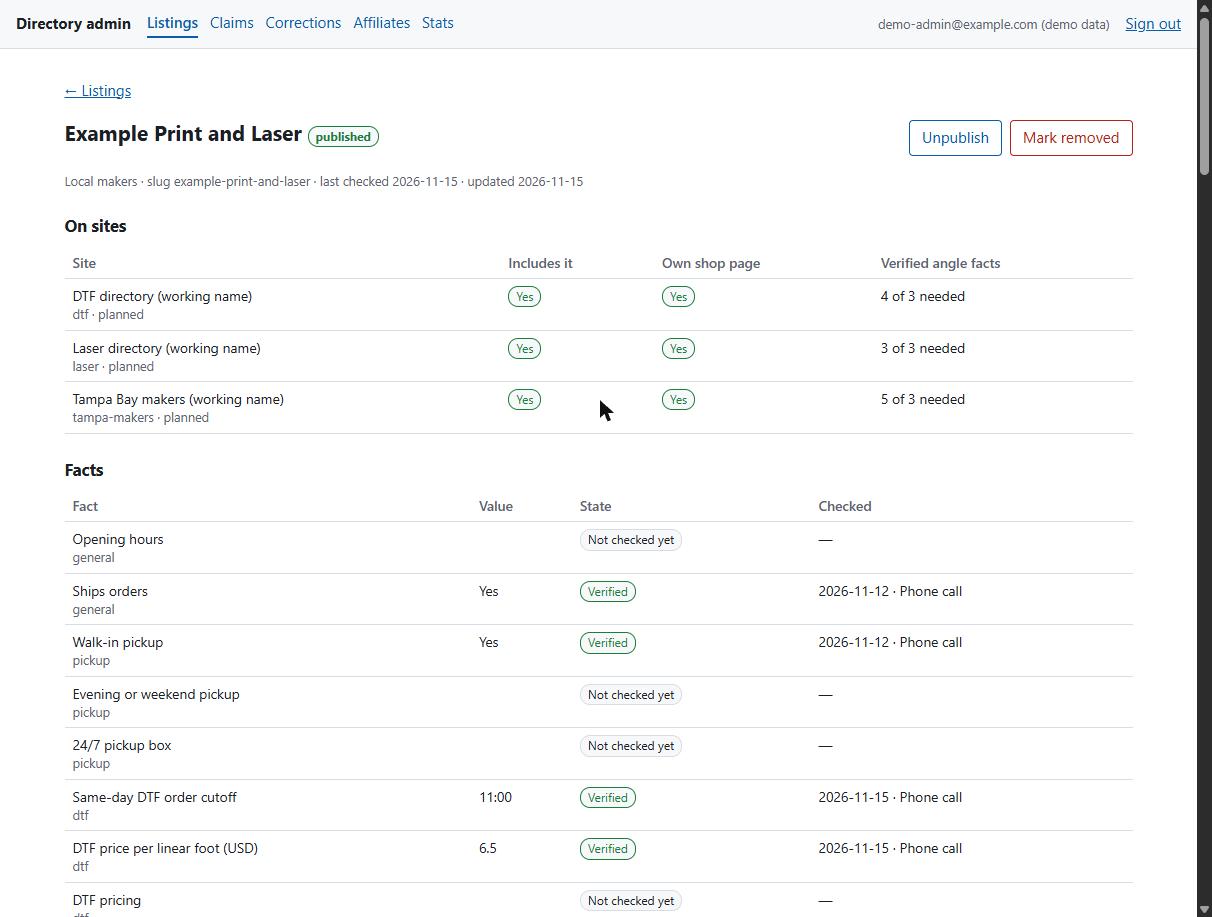 Directory admin Listings Claims Corrections Affiliates Stats demo-admin@example.com (demo data) Sign out
← Listings
Example Print and Laser published Unpublish Mark removed
Local makers · slug example-print-and-laser · last checked 2026-11-15 · updated 2026-11-15
On sites
Site Includes it Own shop page Verified angle facts
DTF directory (working name) Yes Yes 4 of 3 needed
dtf · planned
Laser directory (working name) Yes Yes 3 of 3 needed
laser · planned
Tampa Bay makers (working name) Yes Yes 5 of 3 needed
tampa-makers · planned
Facts
Fact Value State Checked
Opening hours Not checked yet —
general
Ships orders Yes Verified 2026-11-12 · Phone call
general
Walk-in pickup Yes Verified 2026-11-12 · Phone call
pickup
Evening or weekend pickup Not checked yet —
pickup
24/7 pickup box Not checked yet —
pickup
Same-day DTF order cutoff 11:00 Verified 2026-11-15 · Phone call
dtf
DTF price per linear foot (USD) 6.5 Verified 2026-11-15 · Phone call
dtf
DTF pricing Not checked yet —
dtf